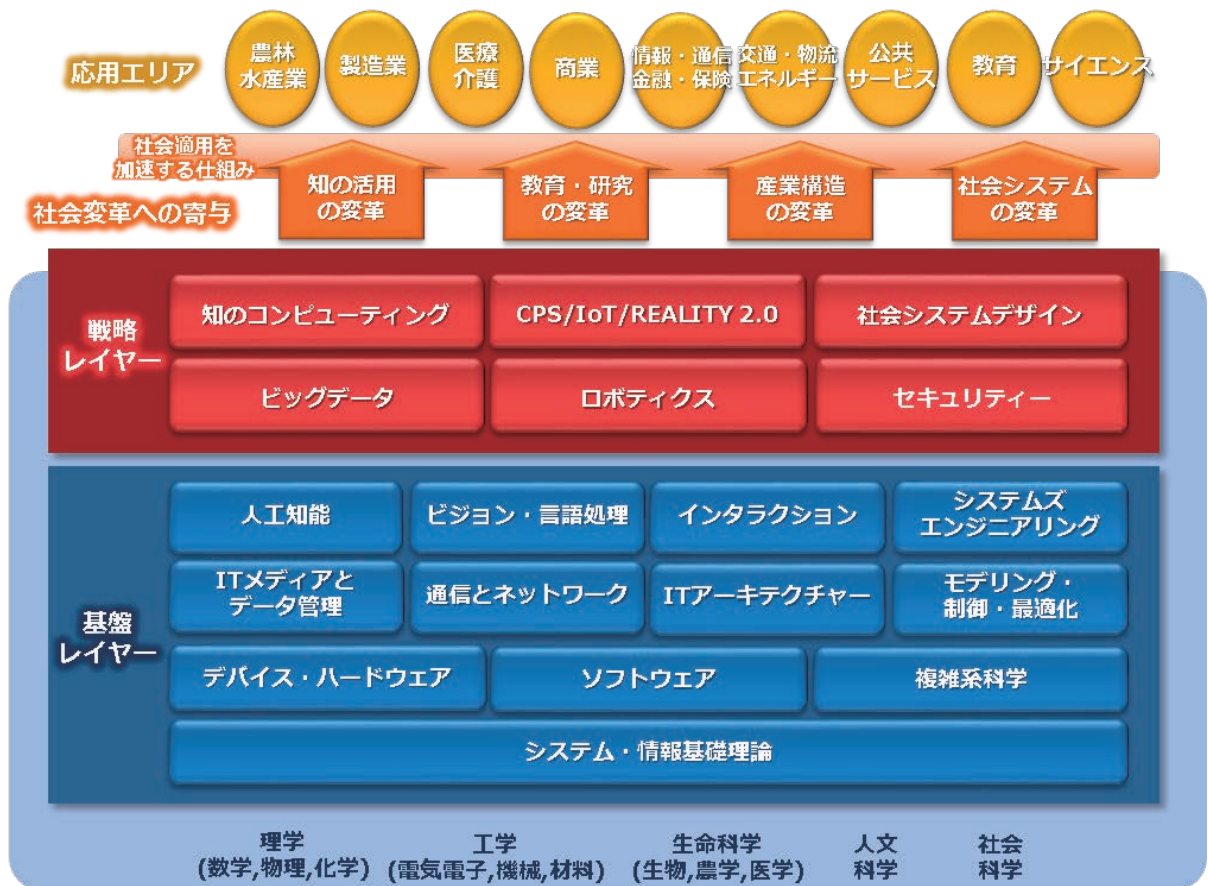 応用エリア
農林
水産業
製造業
医療
介護
商業
情報・通信
金融・保険
交通・物流
エネルギー
公共
サービス
教育
サイエンス
社会適用を
加速する仕組み
社会変革への寄与
知の活用
の変革
教育・研究
の変革
産業構造
の変革
社会システム
の変革
戦略
レイヤー
知のコンピューティング
CPS/IoT/REALITY 2.0
社会システムデザイン
ビッグデータ
ロボティクス
セキュリティー
基盤
レイヤー
人工知能
ビジョン・言語処理
インタラクション
システムズ
エンジニアリング
ITメディアと
データ管理
通信とネットワーク
ITアーキテクチャー
モデリング・
制御・最適化
デバイス・ハードウェア
ソフトウェア
複雑系科学
システム・情報基礎理論
理学
(数学,物理,化学)
工学
(電気電子,機械,材料)
生命科学
(生物,農学,医学)
人文
科学
社会
科学